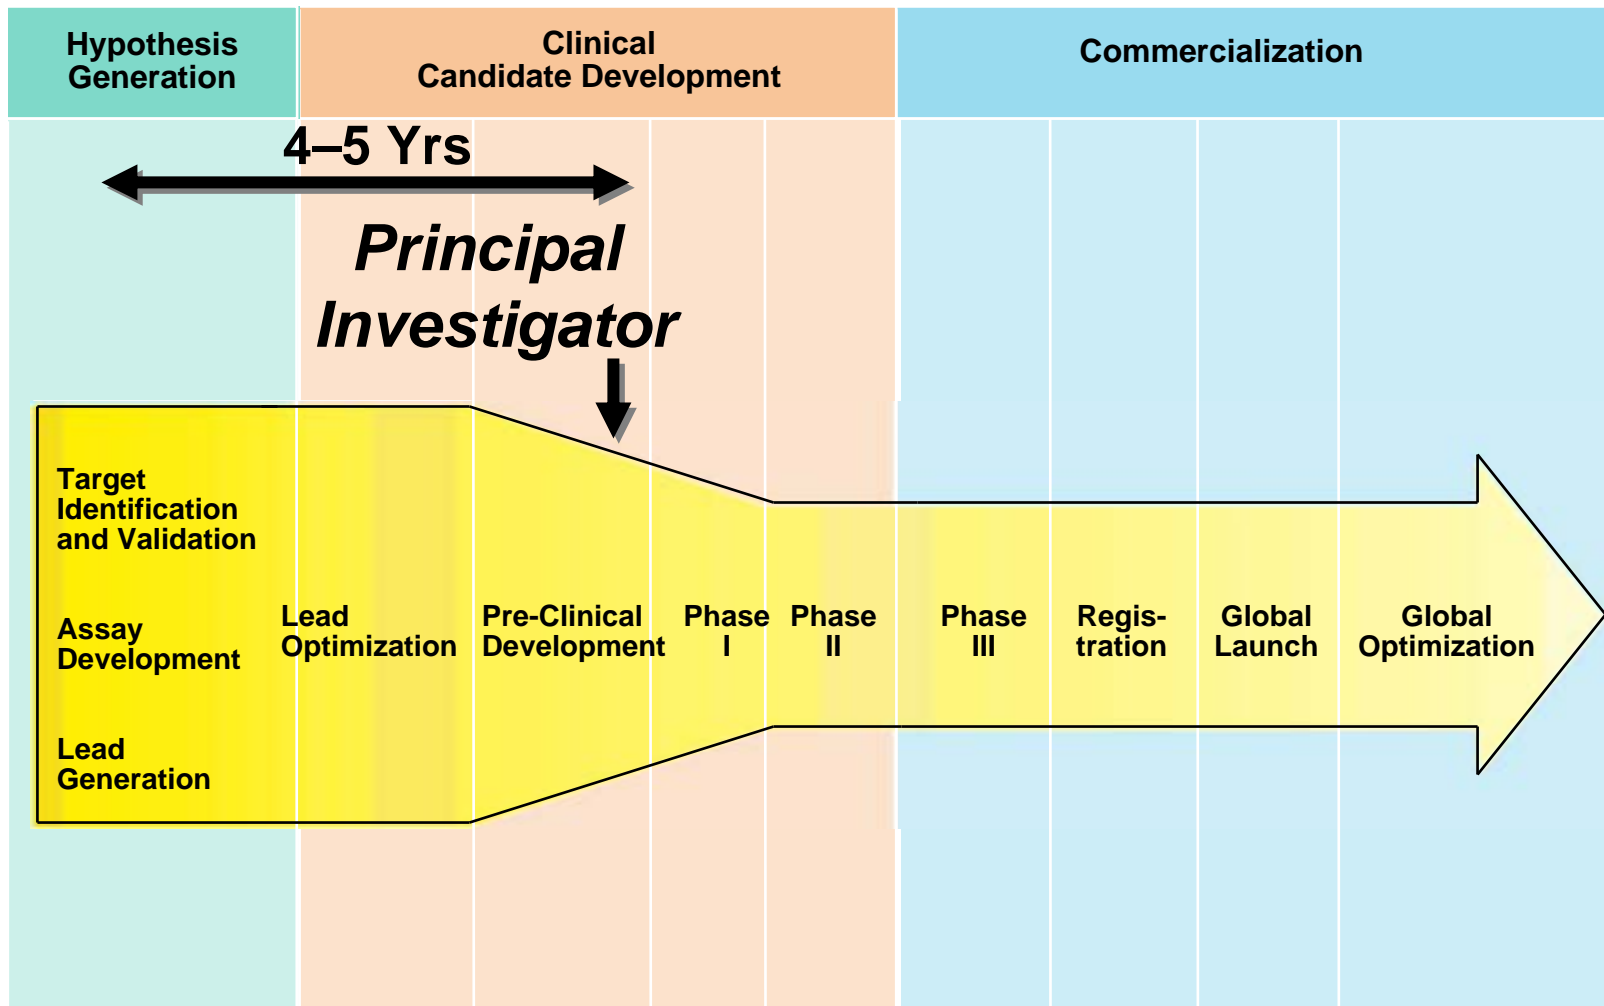 Hypothesis
Generation
Clinical
Candidate Development
Commercialization
4–5 Yrs
Principal
Investigator
Target
Identification
and Validation
Assay
Development
Lead
Generation
Lead
Optimization
Pre-Clinical
Development
Phase
I
Phase
II
Phase
III
Regis-
tration
Global
Launch
Global
Optimization